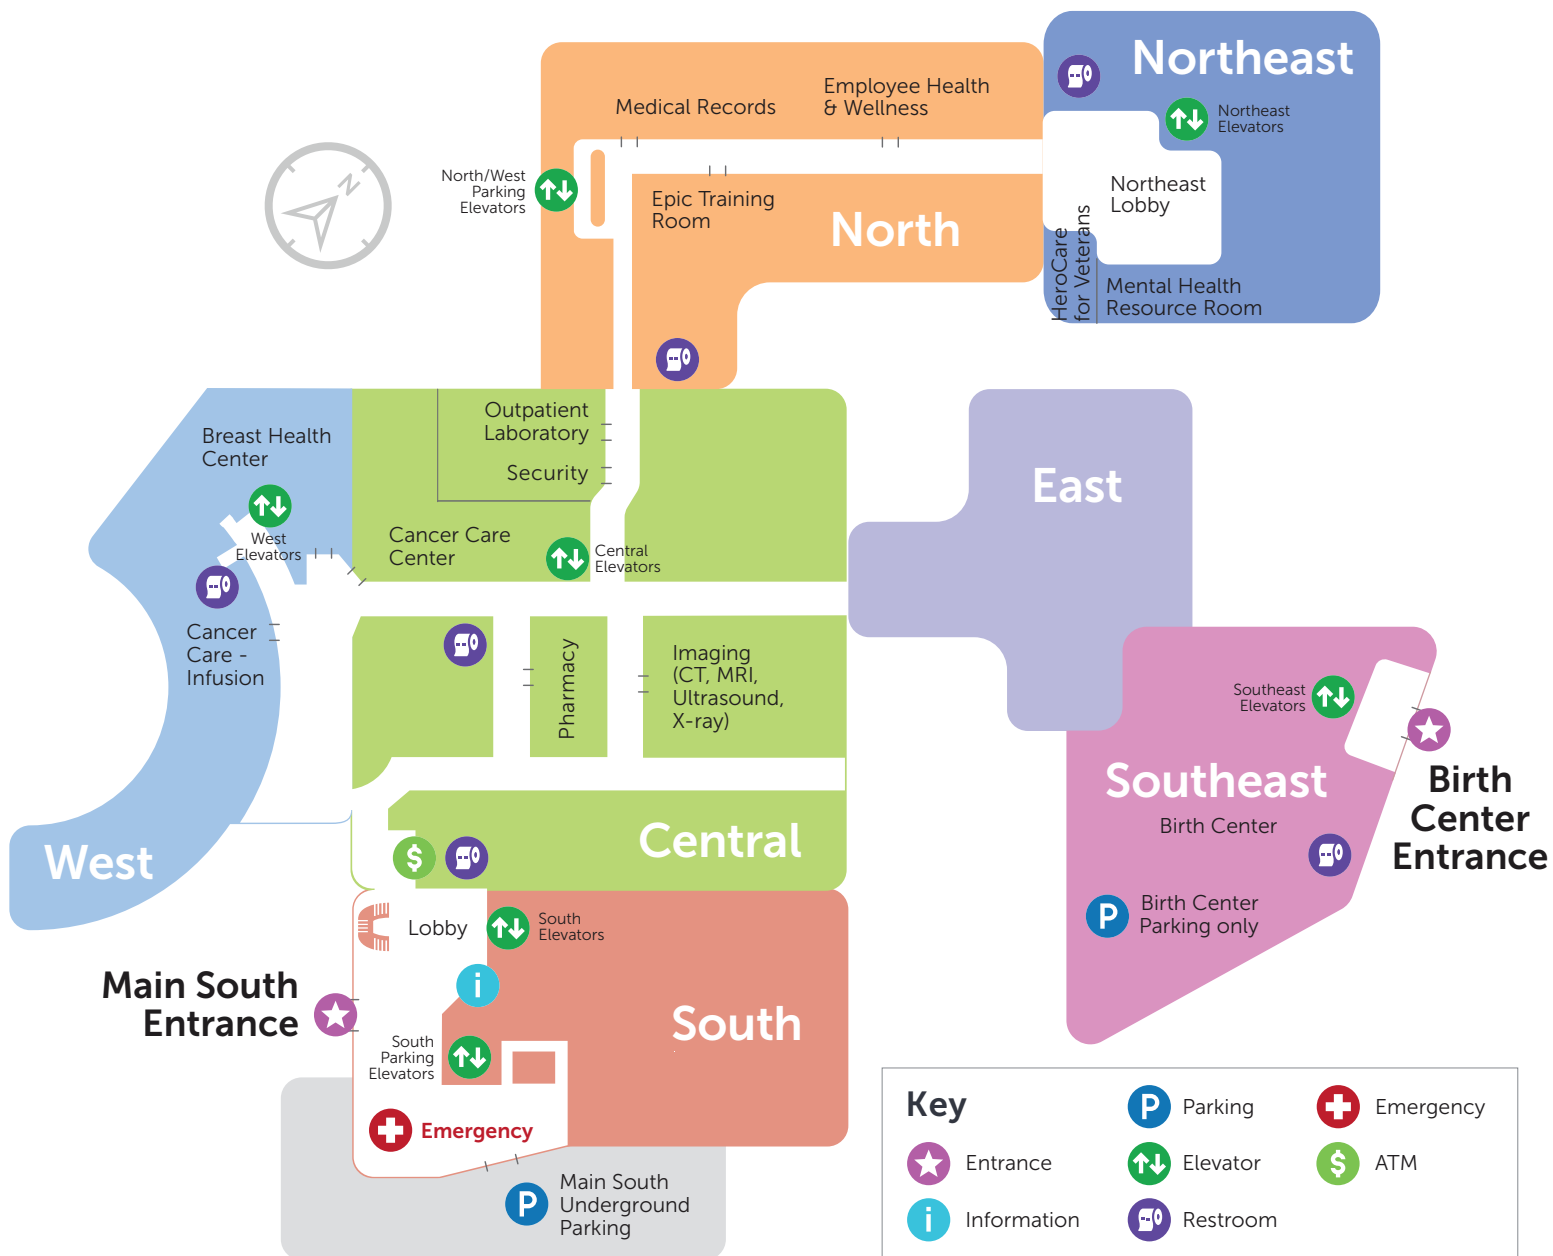 Northeast
Northeast
Elevators
Northeast
Lobby
HeroCare
for Veterans
Mental Health
Resource Room
Medical Records
Employee Health
& Wellness
North/West
Parking
Elevators
Epic Training
Room
North
N
Outpatient
Laboratory
Security
Breast Health
Center
West
Elevators
Cancer Care
Center
Central
Elevators
East
Cancer
Care -
Infusion
Pharmacy
Imaging
(CT, MRI,
Ultrasound,
X-ray)
Southeast
Elevators
Southeast
Birth Center
Birth
Center
Entrance
P
Birth Center
Parking only
West
Central
$
Lobby
South
Elevators
i
Main South
Entrance
South
South
Parking
Elevators
Emergency
P
Main South
Underground
Parking
Key
Entrance
i Information
P Parking
Elevator
Restroom
Emergency
$ ATM